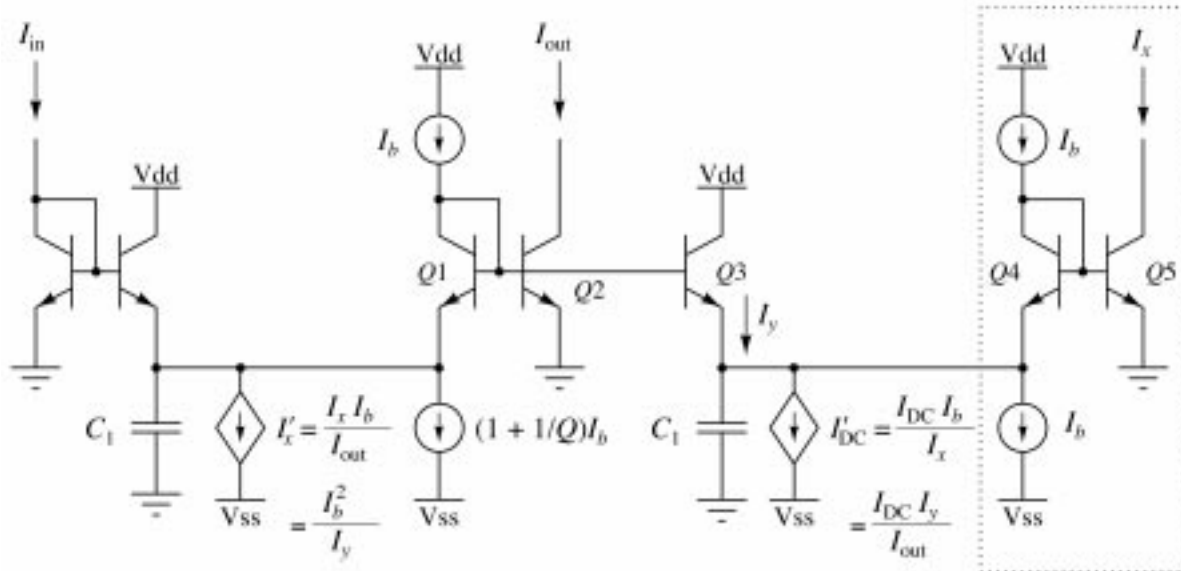 I_in
I_out
I_x
Vdd
Vdd
I_b
I_b
Vdd
Vdd
Q1
Q2
Q3
Q4
Q5
I_y
C_1
I'_x = I_x I_b / I_out
(1 + 1/Q)I_b
C_1
I'_DC = I_DC I_b / I_x
I_b
Vss
= I_b^2 / I_y
Vss
Vss
= I_DC I_y / I_out
Vss